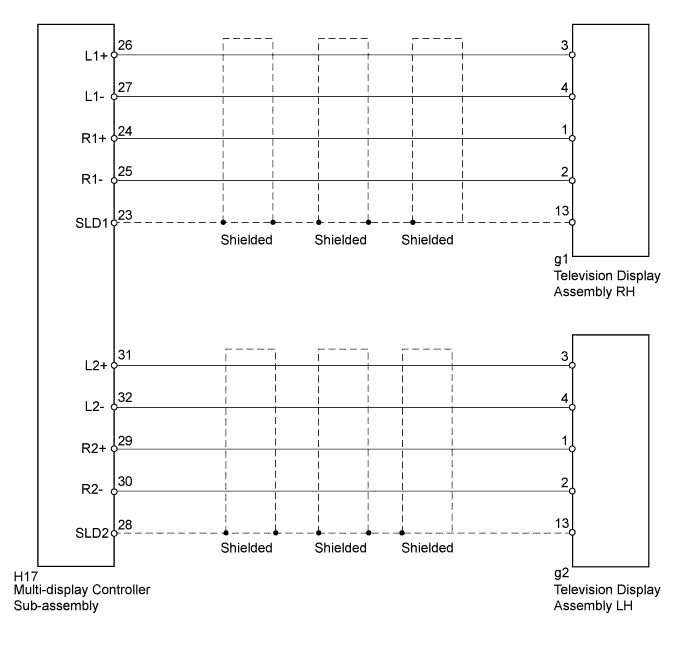 L1+ 26 3
L1- 27 4
R1+ 24 1
R1- 25 2
SLD1 23 13
Shielded Shielded Shielded
g1
Television Display
Assembly RH
L2+ 31 3
L2- 32 4
R2+ 29 1
R2- 30 2
SLD2 28 13
Shielded Shielded Shielded
H17
Multi-display Controller
Sub-assembly
g2
Television Display
Assembly LH